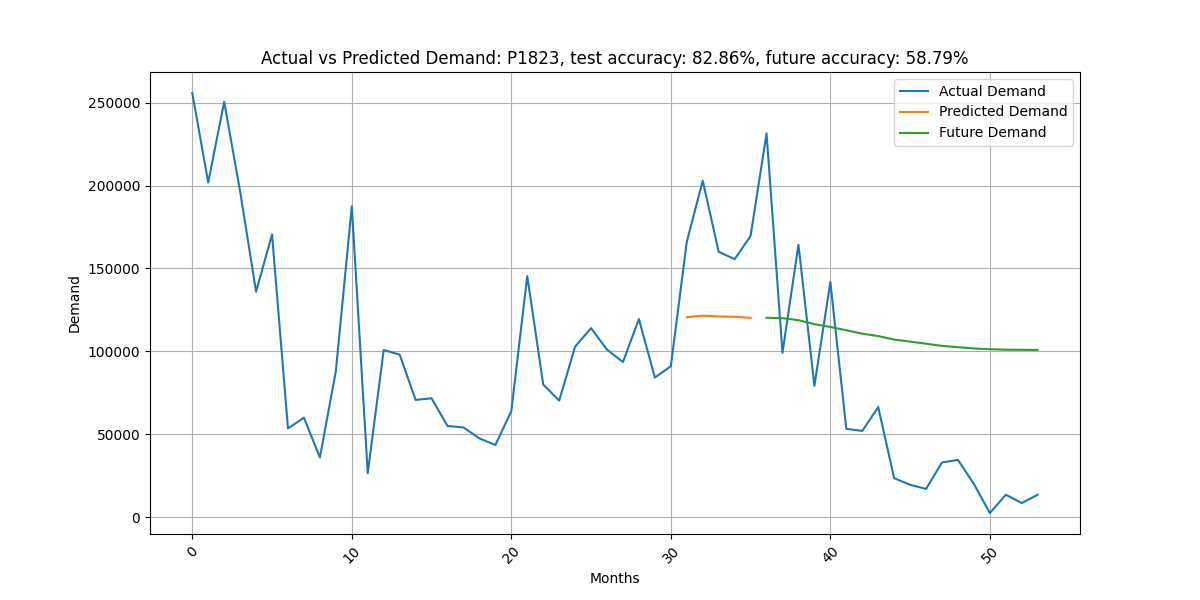 Actual vs Predicted Demand: P1823, test accuracy: 82.86%, future accuracy: 58.79%
Actual Demand
Predicted Demand
Future Demand
250000
200000
150000
100000
50000
0
Demand
0 10 20 30 40 50
Months